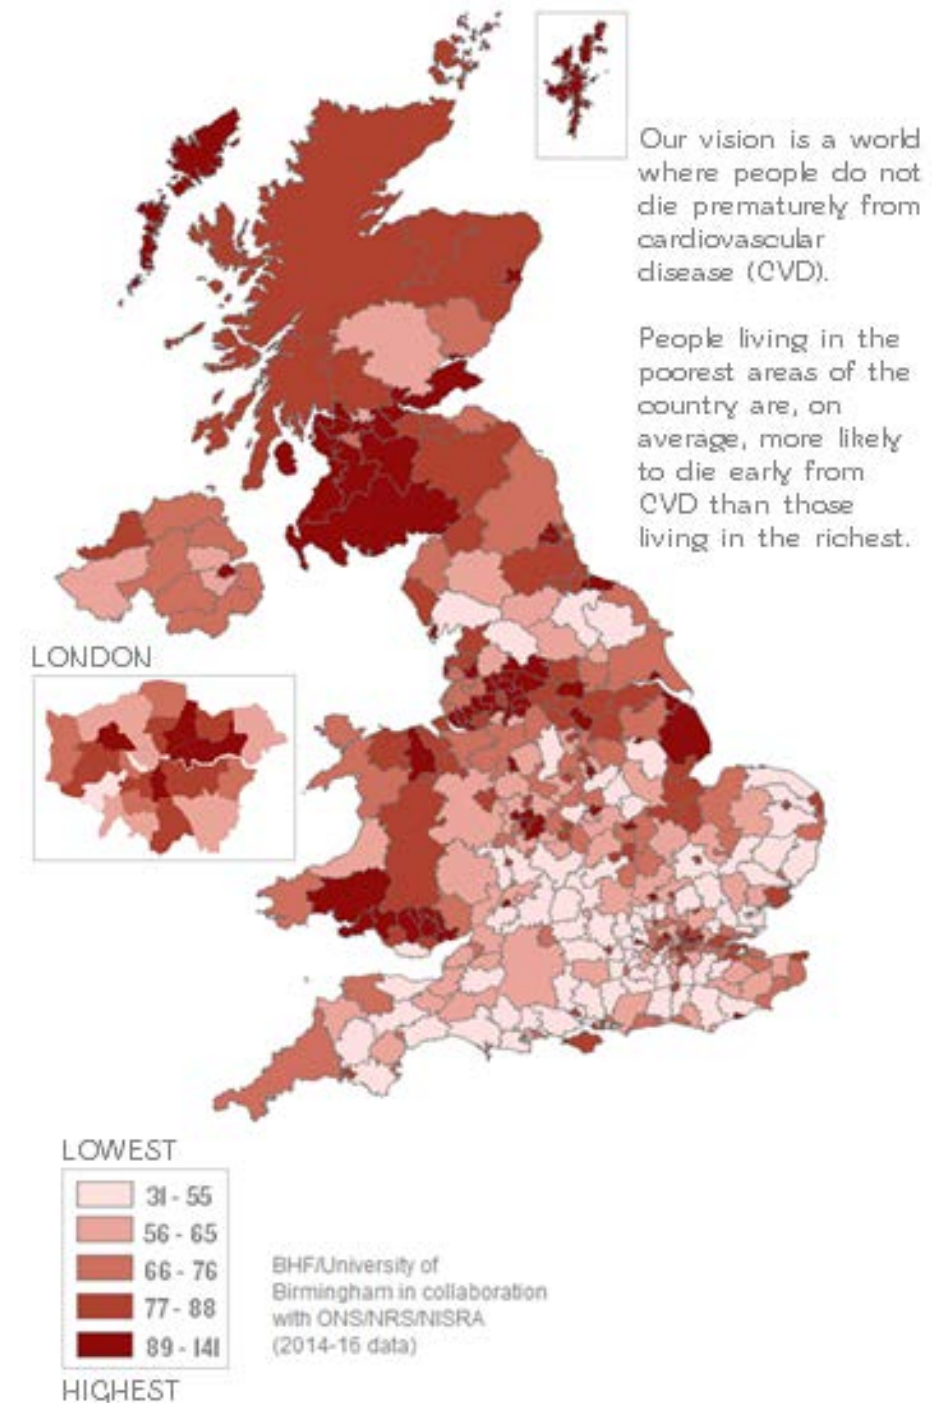 Our vision is a world
where people do not
die prematurely from
cardiovascular
disease (CVD).
People living in the
poorest areas of the
country are, on
average, more likely
to die early from
CVD than those
living in the richest.
LONDON
LOWEST
31 - 55
56 - 65
66 - 76
77 - 88
89 - 141
HIGHEST
BHF/University of
Birmingham in collaboration
with ONS/NRS/NISRA
(2014-16 data)